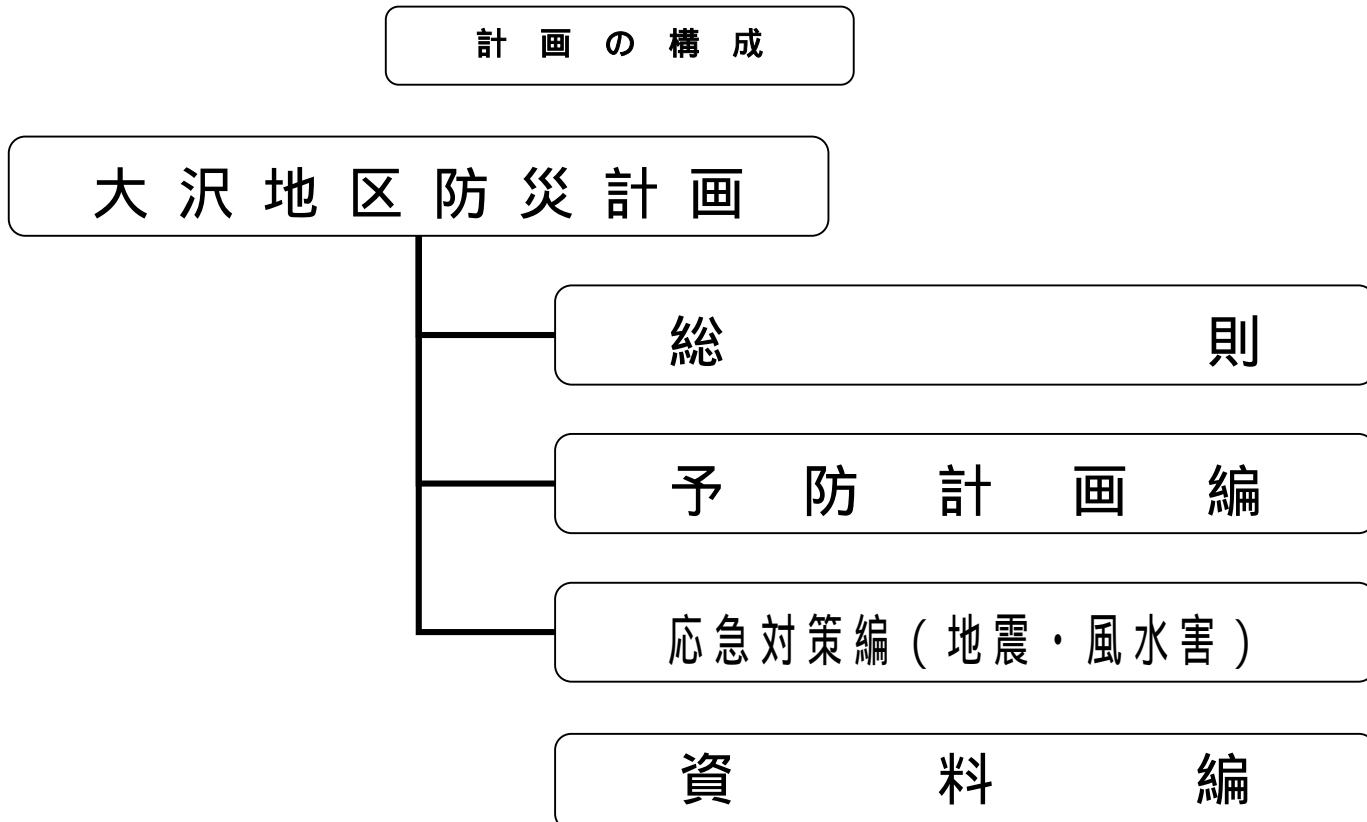 計画の構成
大沢地区防災計画
総則
予防計画編
応急対策編（地震・風水害）
資料編